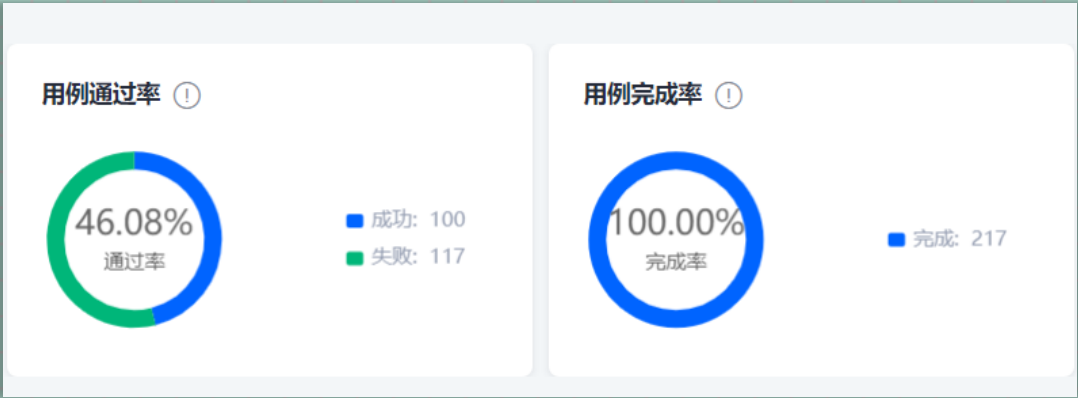 用例通过率
46.08%
通过率
成功: 100
失败: 117
用例完成率
100.00%
完成率
完成: 217